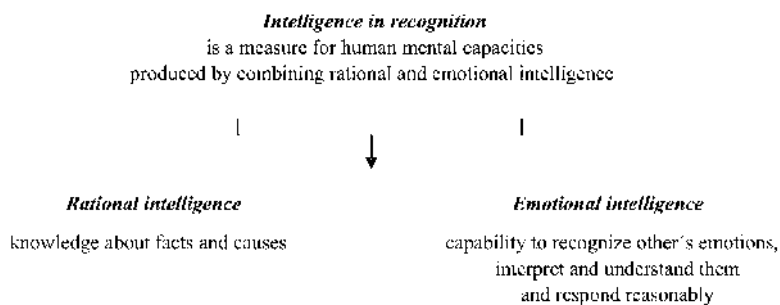 Intelligence in recognition
is a measure for human mental capacities
produced by combining rational and emotional intelligence
Rational intelligence
knowledge about facts and causes
Emotional intelligence
capability to recognize other´s emotions,
interpret and understand them
and respond reasonably